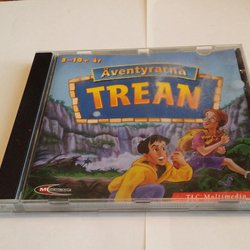 8-10+ år
Äventyrarna
TREAN
TLC Multimedia